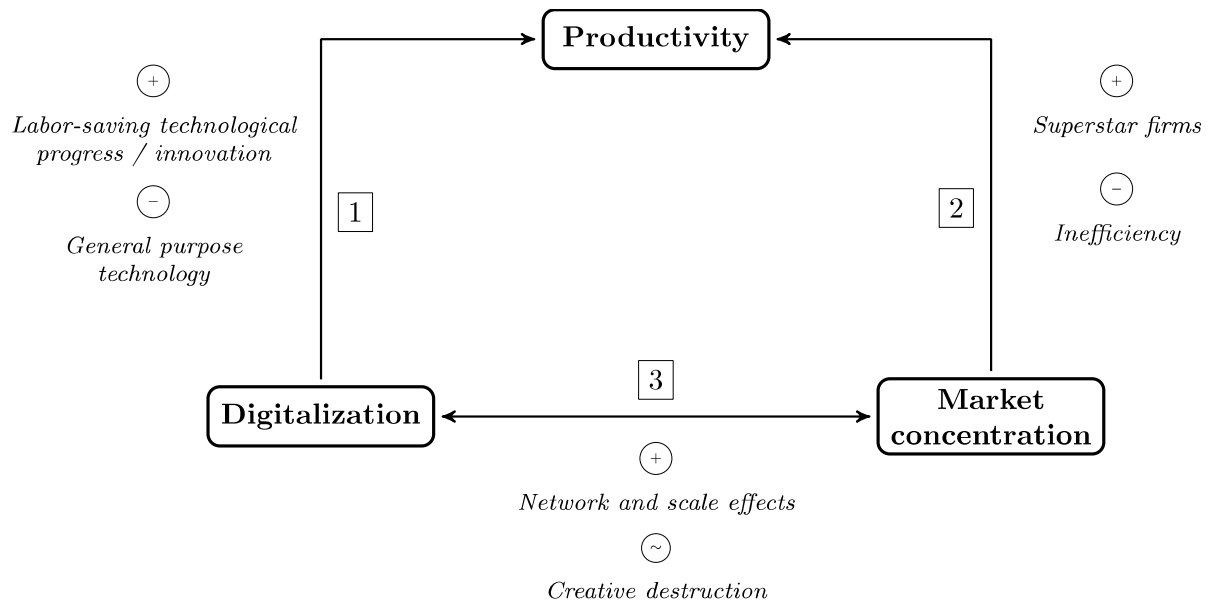 Productivity
+
Labor-saving technological
progress / innovation
−
General purpose
technology
1
2
+
Superstar firms
−
Inefficiency
3
Digitalization
Market
concentration
+
Network and scale effects
~
Creative destruction